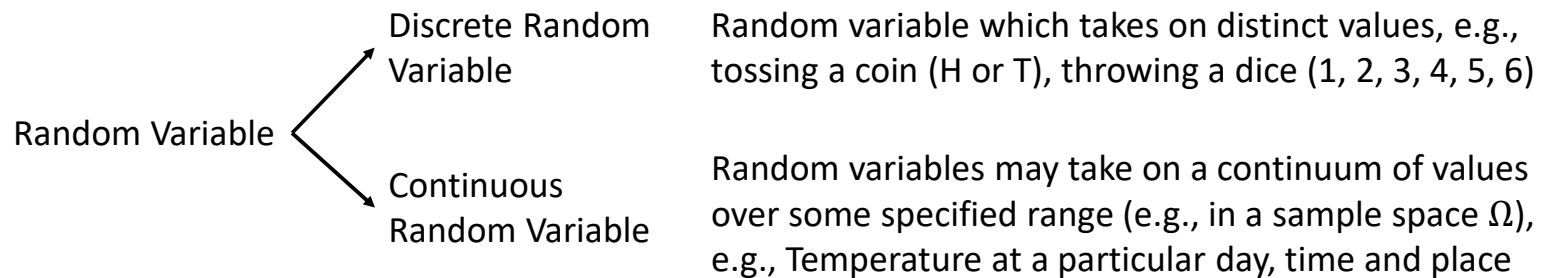 Discrete Random
Variable
Random variable which takes on distinct values, e.g.,
tossing a coin (H or T), throwing a dice (1, 2, 3, 4, 5, 6)
Random Variable
Continuous
Random Variable
Random variables may take on a continuum of values
over some specified range (e.g., in a sample space Ω),
e.g., Temperature at a particular day, time and place